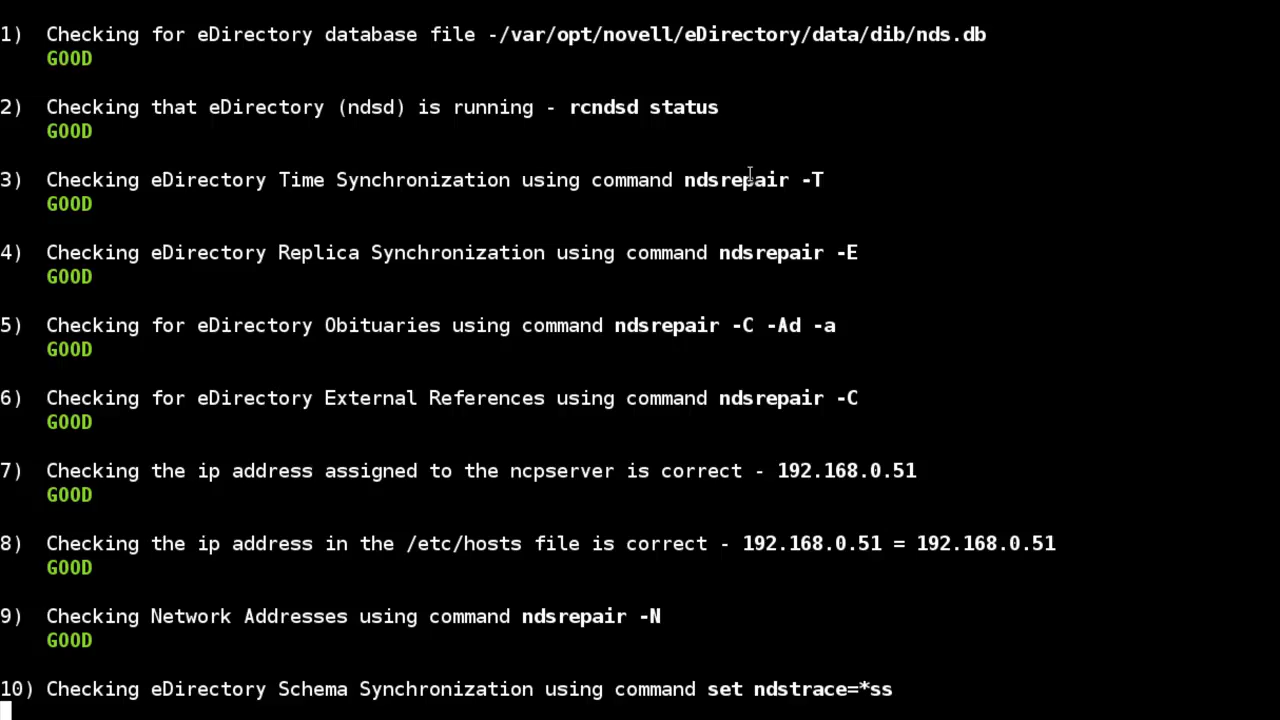 1)  Checking for eDirectory database file -/var/opt/novell/eDirectory/data/dib/nds.db
GOOD
2)  Checking that eDirectory (ndsd) is running - rcndsd status
GOOD
3)  Checking eDirectory Time Synchronization using command ndsrepair -T
GOOD
4)  Checking eDirectory Replica Synchronization using command ndsrepair -E
GOOD
5)  Checking for eDirectory Obituaries using command ndsrepair -C -Ad -a
GOOD
6)  Checking for eDirectory External References using command ndsrepair -C
GOOD
7)  Checking the ip address assigned to the ncpserver is correct - 192.168.0.51
GOOD
8)  Checking the ip address in the /etc/hosts file is correct - 192.168.0.51 = 192.168.0.51
GOOD
9)  Checking Network Addresses using command ndsrepair -N
GOOD
10) Checking eDirectory Schema Synchronization using command set ndstrace=*ss